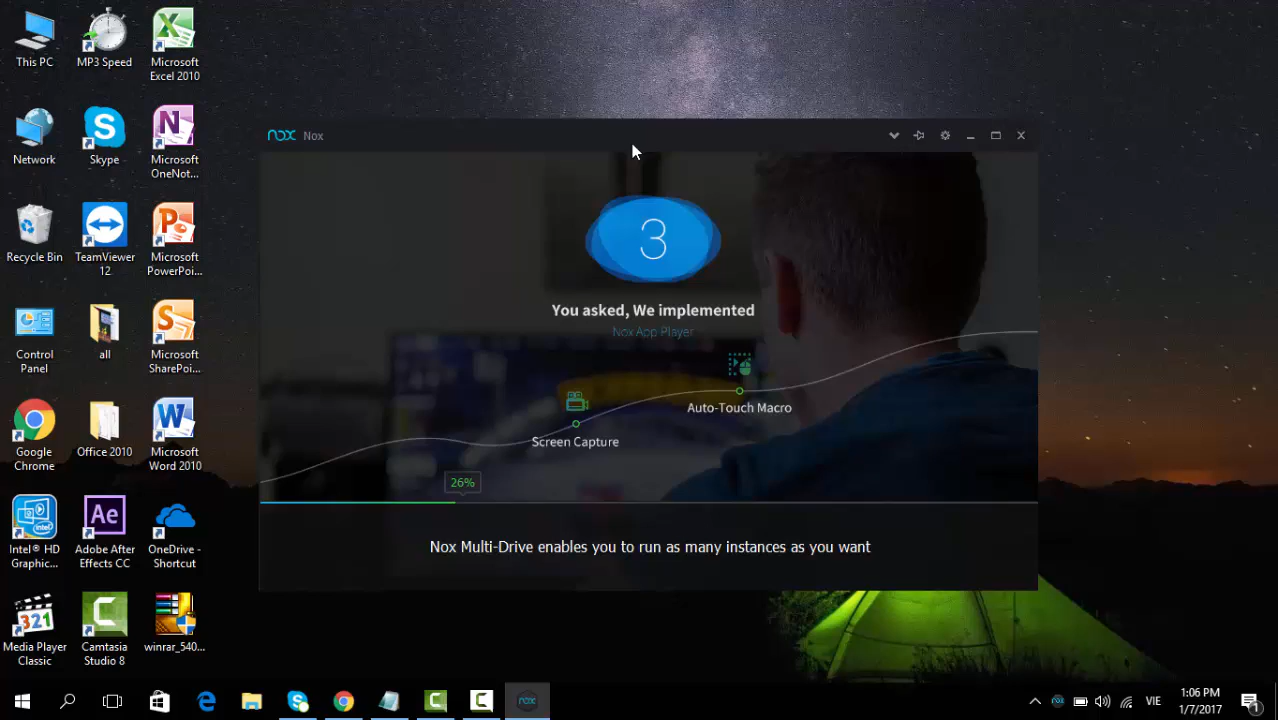 This PC
MP3 Speed
Microsoft
Excel 2010
Network
Skype
Microsoft
OneNot...
Recycle Bin
TeamViewer
12
Microsoft
PowerPoi...
Control
Panel
all
Microsoft
SharePoi...
Google
Chrome
Office 2010
Microsoft
Word 2010
Intel® HD
Graphic...
Adobe After
Effects CC
OneDrive -
Shortcut
Media Player
Classic
Camtasia
Studio 8
winrar_540...
nox Nox
3
You asked, We implemented
Nox App Player
Auto-Touch Macro
Screen Capture
26%
Nox Multi-Drive enables you to run as many instances as you want
VIE
1:06 PM
1/7/2017
1